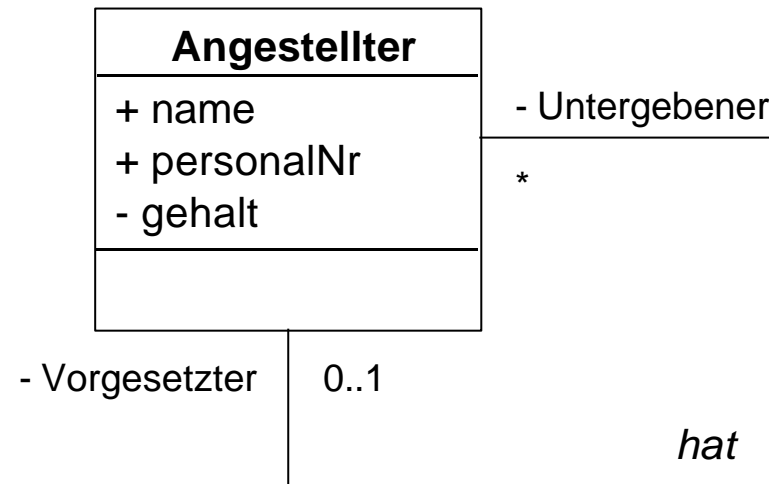 Angestellter
+ name
+ personalNr
- gehalt
- Untergebener
*
- Vorgesetzter
0..1
hat